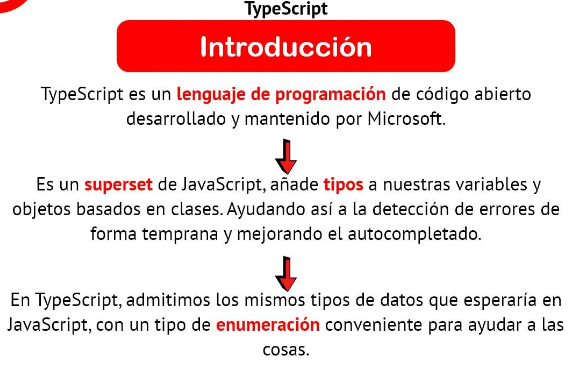 TypeScript
Introducción
TypeScript es un lenguaje de programación de código abierto
desarrollado y mantenido por Microsoft.
Es un superset de JavaScript, añade tipos a nuestras variables y
objetos basados en clases. Ayudando así a la detección de errores de
forma temprana y mejorando el autocompletado.
En TypeScript, admitimos los mismos tipos de datos que esperaría en
JavaScript, con un tipo de enumeración conveniente para ayudar a las
cosas.